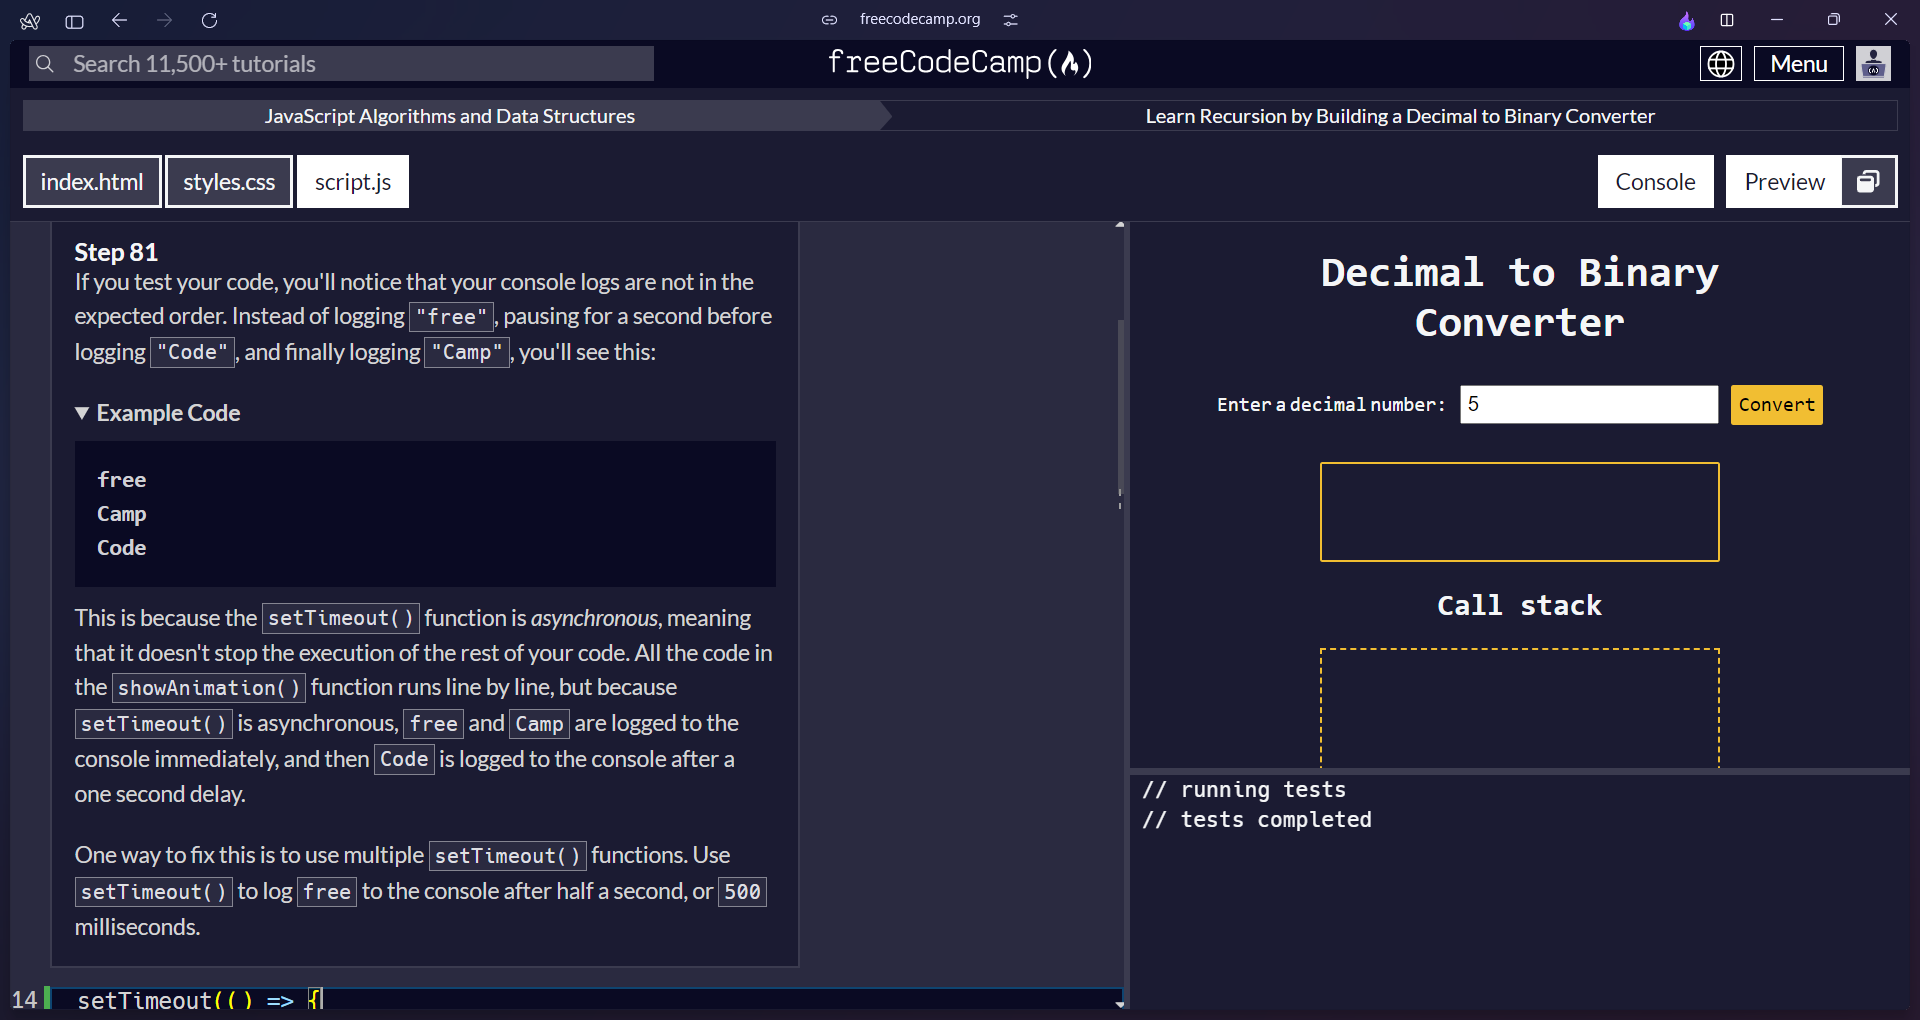 freecodecamp.org
Search 11,500+ tutorials
freeCodeCamp(🔥)
Menu
JavaScript Algorithms and Data Structures
Learn Recursion by Building a Decimal to Binary Converter
index.html
styles.css
script.js
Console
Preview
Step 81
If you test your code, you'll notice that your console logs are not in the
expected order. Instead of logging "free", pausing for a second before
logging "Code", and finally logging "Camp", you'll see this:
▼ Example Code
free
Camp
Code
This is because the setTimeout() function is asynchronous, meaning
that it doesn't stop the execution of the rest of your code. All the code in
the showAnimation() function runs line by line, but because
setTimeout() is asynchronous, free and Camp are logged to the
console immediately, and then Code is logged to the console after a
one second delay.
One way to fix this is to use multiple setTimeout() functions. Use
setTimeout() to log free to the console after half a second, or 500
milliseconds.
14 setTimeout(() => {
Decimal to Binary
Converter
Enter a decimal number: 5 Convert
Call stack
// running tests
// tests completed